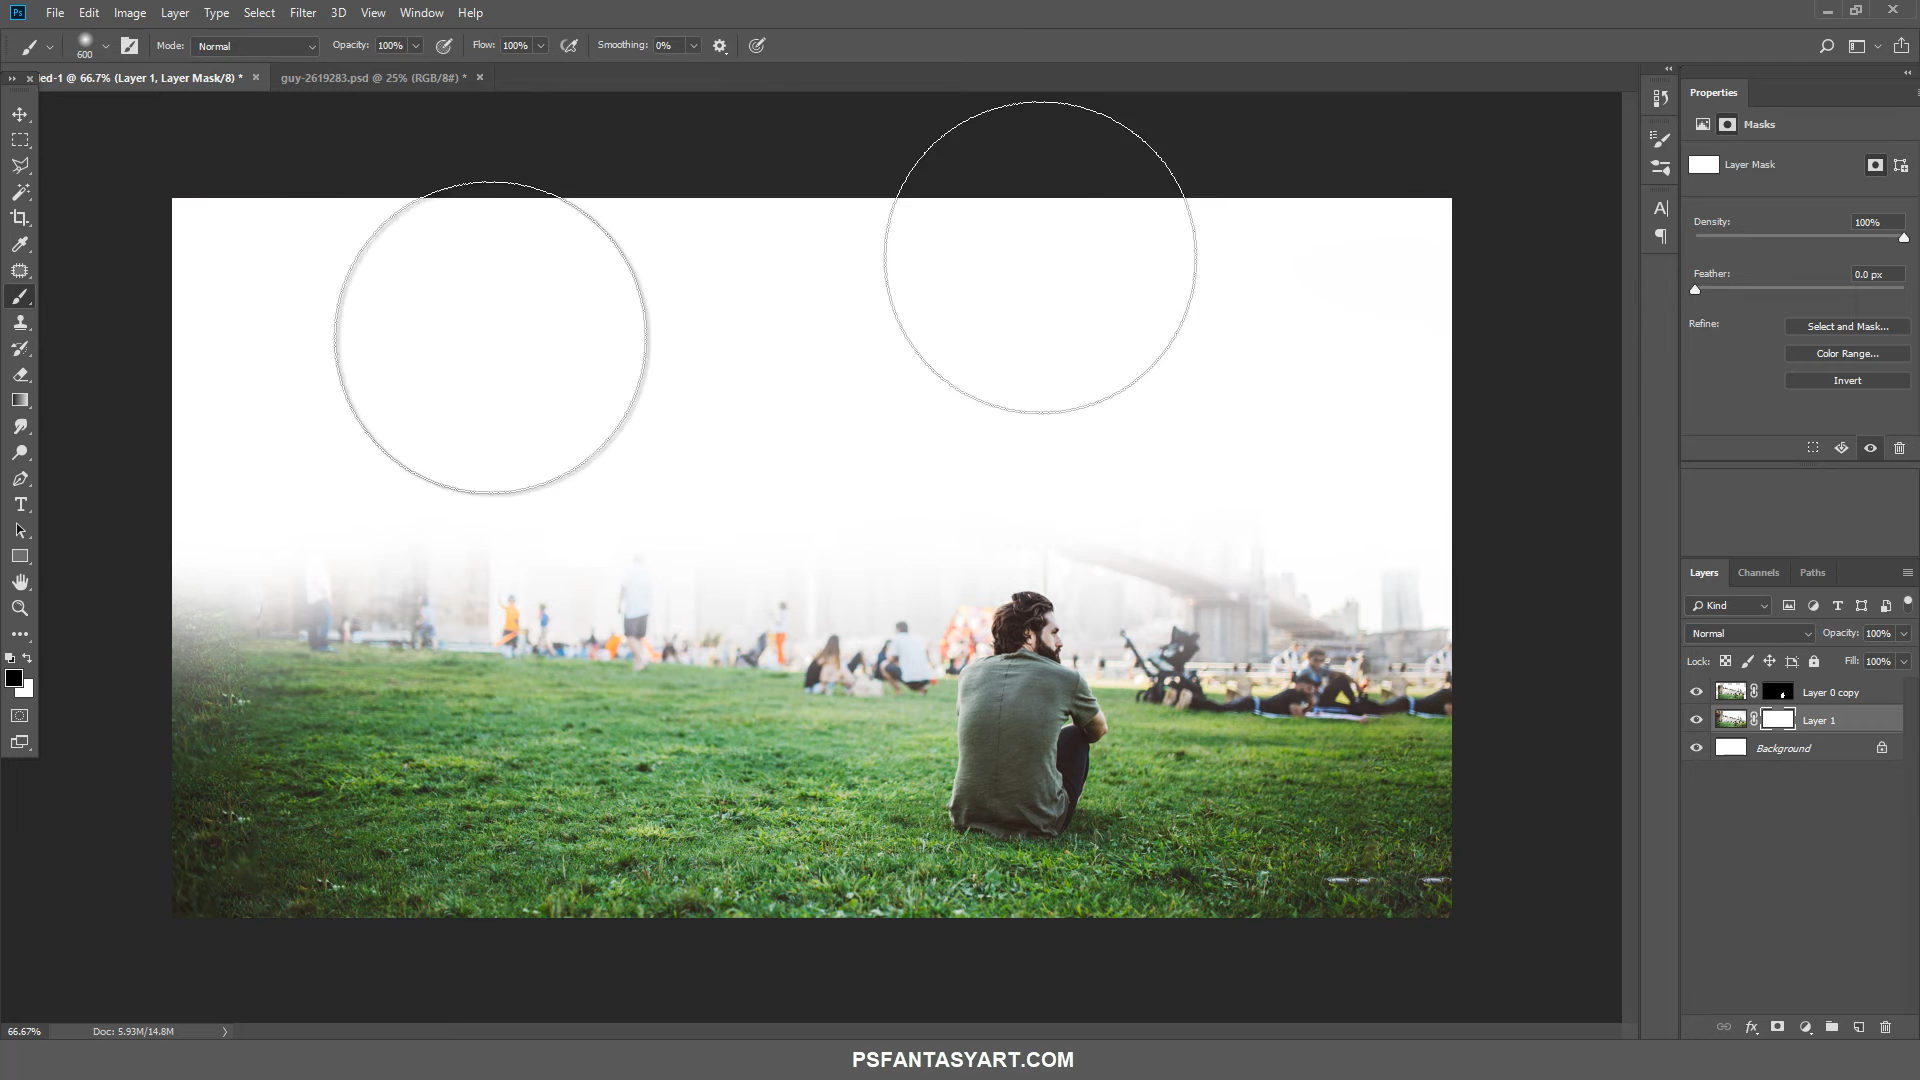 Ps File Edit Image Layer Type Select Filter 3D View Window Help
600 Mode: Normal Opacity: 100% Flow: 100% Smoothing: 0%
ed-1 @ 66.7% (Layer 1, Layer Mask/8) * × guy-2619283.psd @ 25% (RGB/8#) * ×
Properties
Masks
Layer Mask
Density: 100%
Feather: 0.0 px
Refine: Select and Mask...
Color Range...
Invert
Layers Channels Paths
Kind
Normal Opacity: 100%
Lock: Fill: 100%
Layer 0 copy
Layer 1
Background
66.67% Doc: 5.93M/14.8M
PSFANTASYART.COM